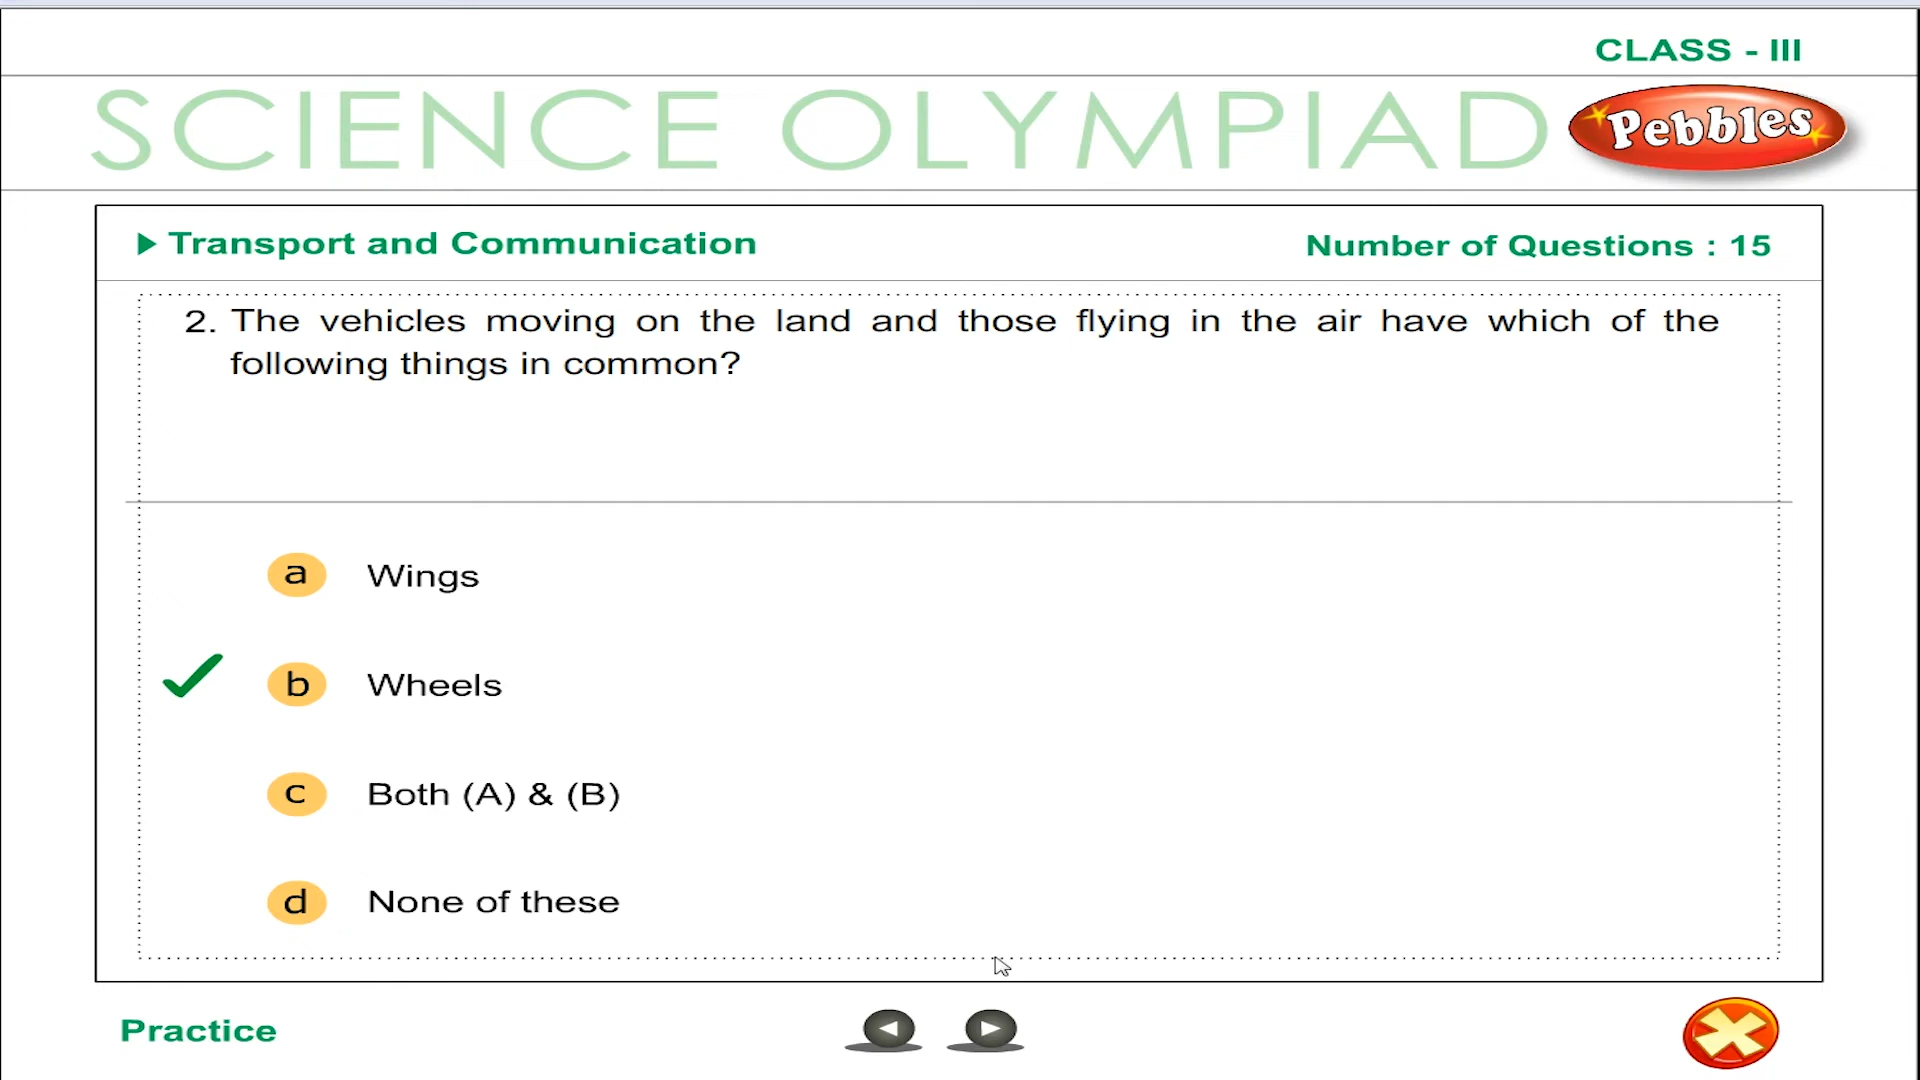 CLASS - III
SCIENCE OLYMPIAD
Pebbles
Transport and Communication
Number of Questions : 15
2. The vehicles moving on the land and those flying in the air have which of the
following things in common?
a Wings
b Wheels
c Both (A) & (B)
d None of these
Practice